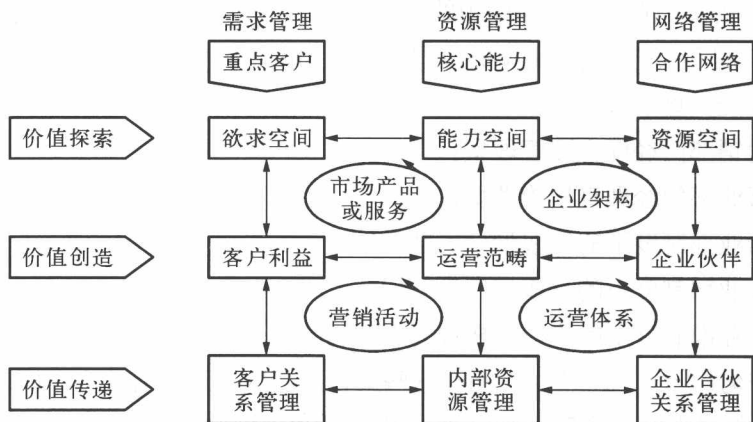 需求管理 资源管理 网络管理
重点客户 核心能力 合作网络
价值探索 欲求空间 能力空间 资源空间
市场产品
或服务
企业架构
价值创造 客户利益 运营范畴 企业伙伴
营销活动 运营体系
价值传递
客户关
系管理
内部资
源管理
企业合伙
关系管理